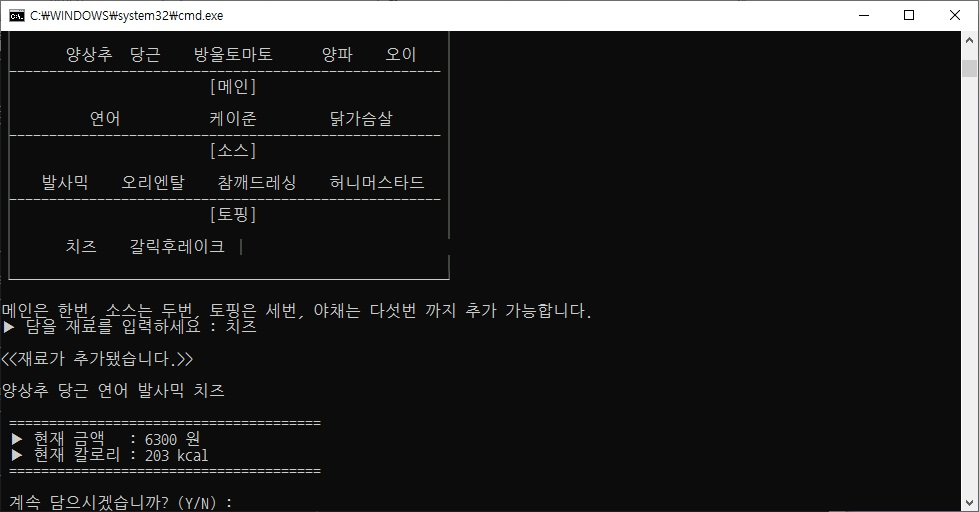 C:₩WINDOWS₩system32₩cmd.exe
양상추 당근 방울토마토 양파 오이
[메인]
연어 케이준 닭가슴살
[소스]
발사믹 오리엔탈 참깨드레싱 허니머스타드
[토핑]
치즈 갈릭후레이크
메인은 한번, 소스는 두번, 토핑은 세번, 야채는 다섯번 까지 추가 가능합니다.
▶ 담을 재료를 입력하세요 : 치즈
<<재료가 추가됐습니다.>>
양상추 당근 연어 발사믹 치즈
========================================
▶ 현재 금액 : 6300 원
▶ 현재 칼로리 : 203 kcal
========================================
계속 담으시겠습니까? (Y/N) :